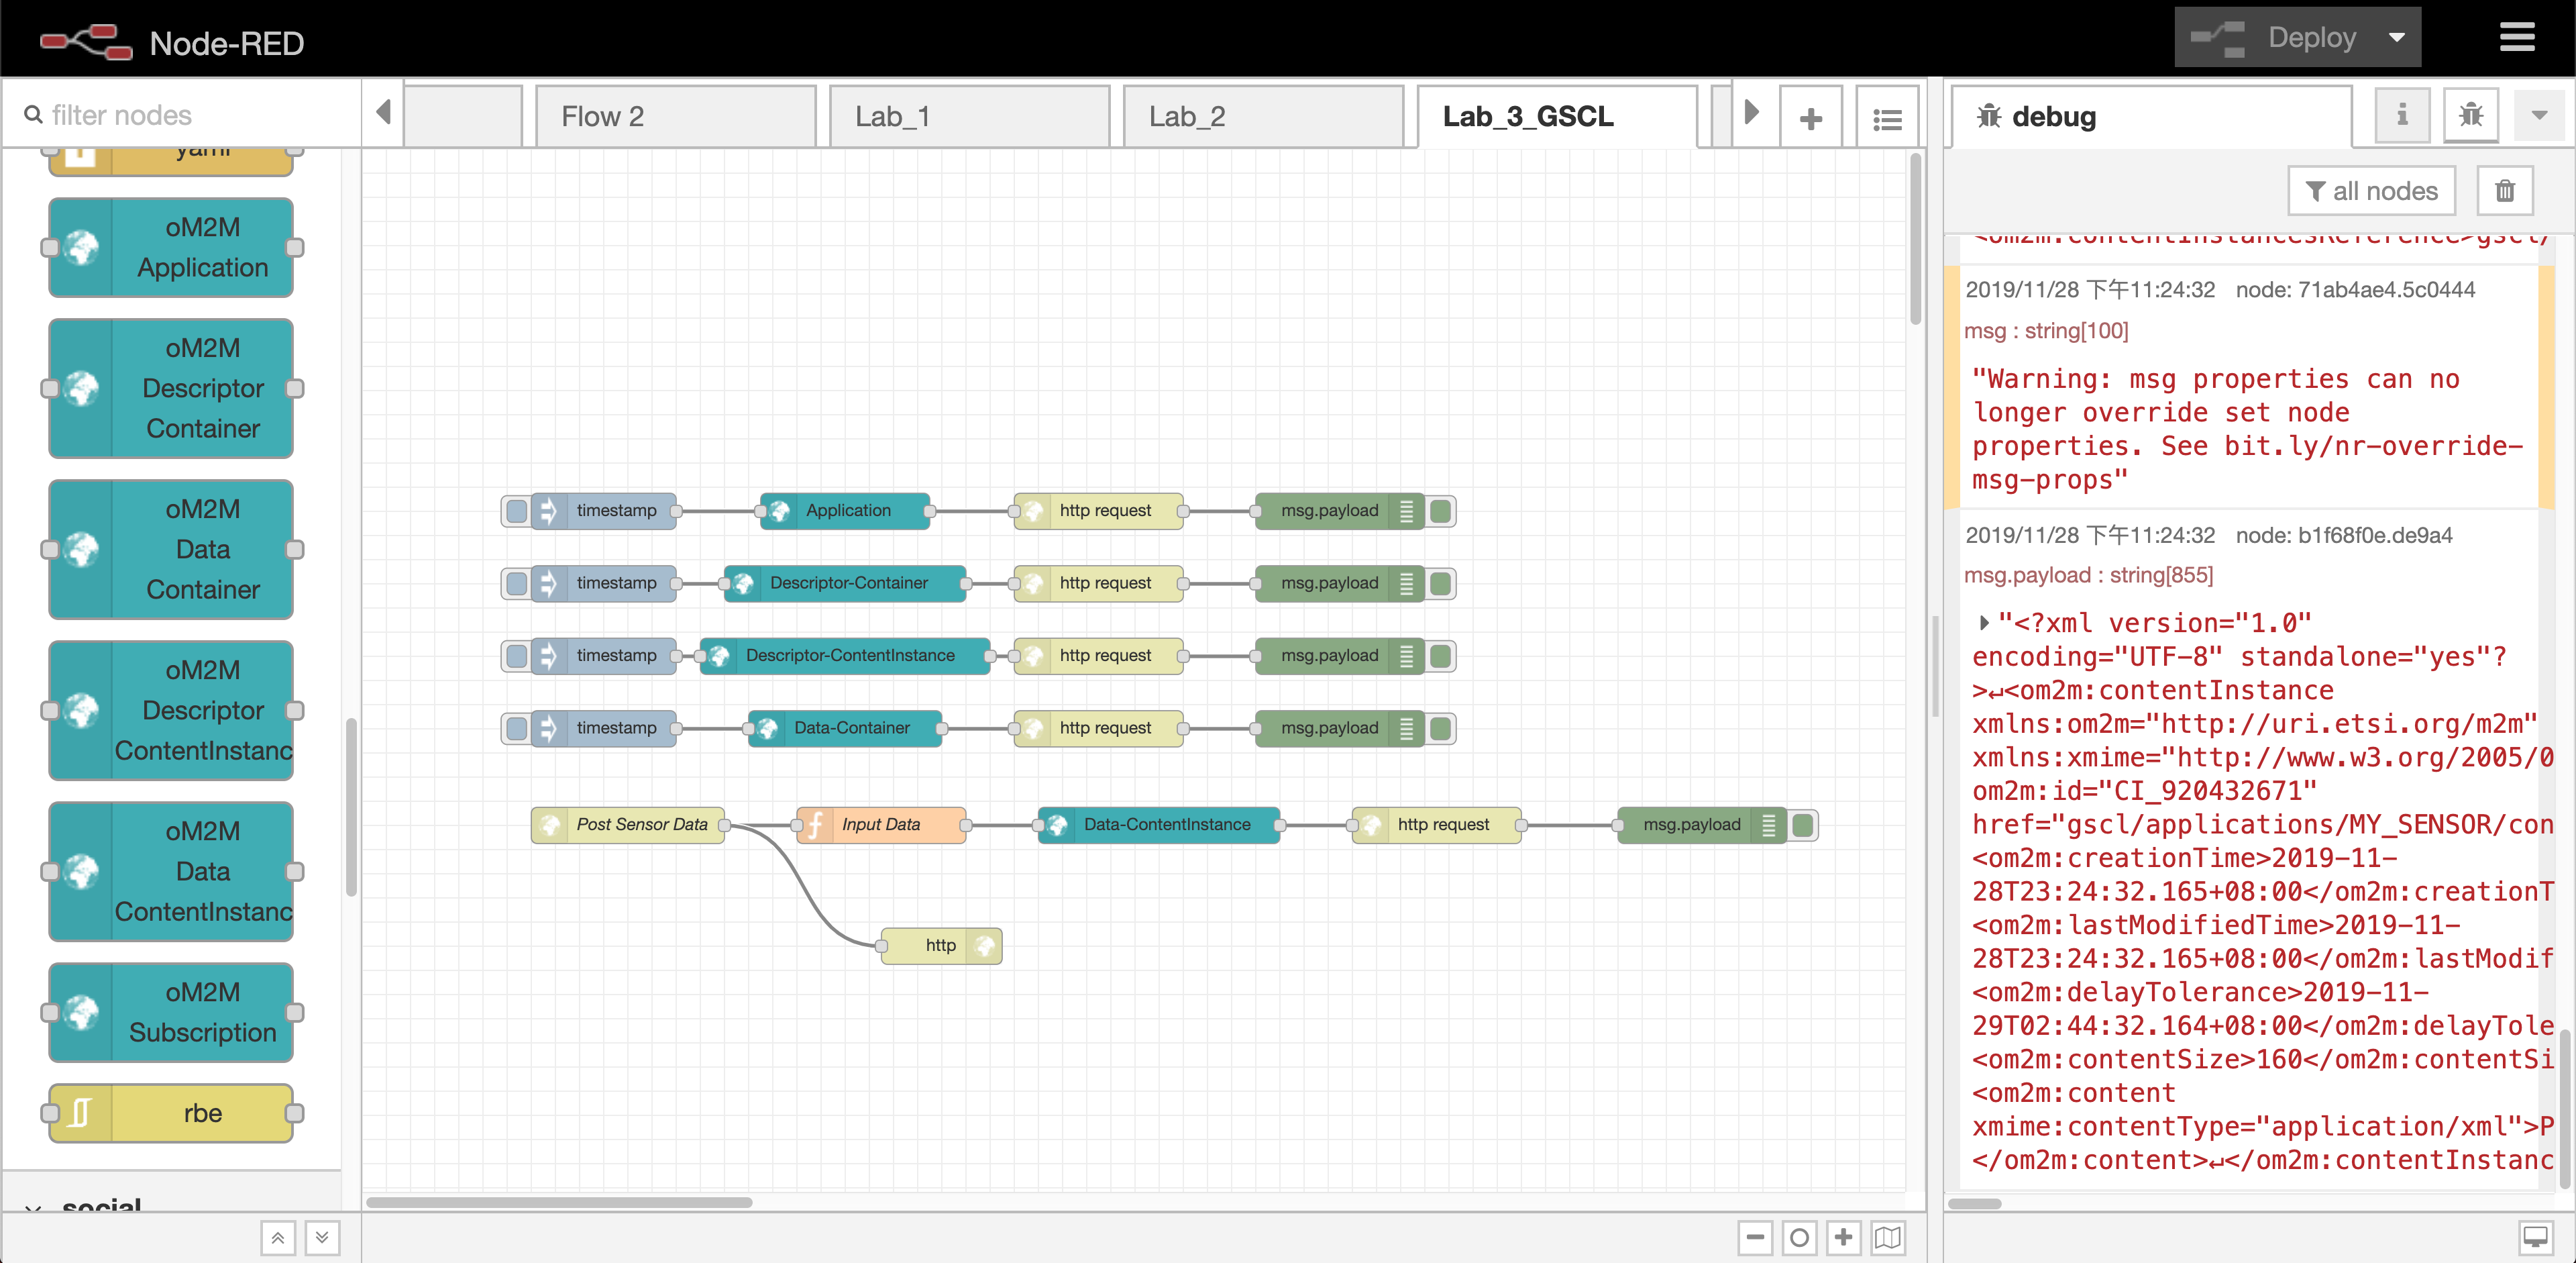 Node-RED
Deploy
filter nodes
Flow 2
Lab_1
Lab_2
Lab_3_GSCL
debug
all nodes
yaml
oM2M
Application
oM2M
Descriptor
Container
oM2M
Data
Container
oM2M
Descriptor
ContentInstanc
oM2M
Data
ContentInstanc
oM2M
Subscription
rbe
social
timestamp Application http request msg.payload
timestamp Descriptor-Container http request msg.payload
timestamp Descriptor-ContentInstance http request msg.payload
timestamp Data-Container http request msg.payload
Post Sensor Data Input Data Data-ContentInstance http request msg.payload
http
<om2m:contentInstancesReference>gscl/
2019/11/28 下午11:24:32 node: 71ab4ae4.5c0444
msg : string[100]
"Warning: msg properties can no
longer override set node
properties. See bit.ly/nr-override-
msg-props"
2019/11/28 下午11:24:32 node: b1f68f0e.de9a4
msg.payload : string[855]
"<?xml version="1.0"
encoding="UTF-8" standalone="yes"?
>↵<om2m:contentInstance
xmlns:om2m="http://uri.etsi.org/m2m"
xmlns:xmime="http://www.w3.org/2005/0
om2m:id="CI_920432671"
href="gscl/applications/MY_SENSOR/con
<om2m:creationTime>2019-11-
28T23:24:32.165+08:00</om2m:creationT
<om2m:lastModifiedTime>2019-11-
28T23:24:32.165+08:00</om2m:lastModif
<om2m:delayTolerance>2019-11-
29T02:44:32.164+08:00</om2m:delayTole
<om2m:contentSize>160</om2m:contentSi
<om2m:content
xmime:contentType="application/xml">P
</om2m:content>↵</om2m:contentInstanc